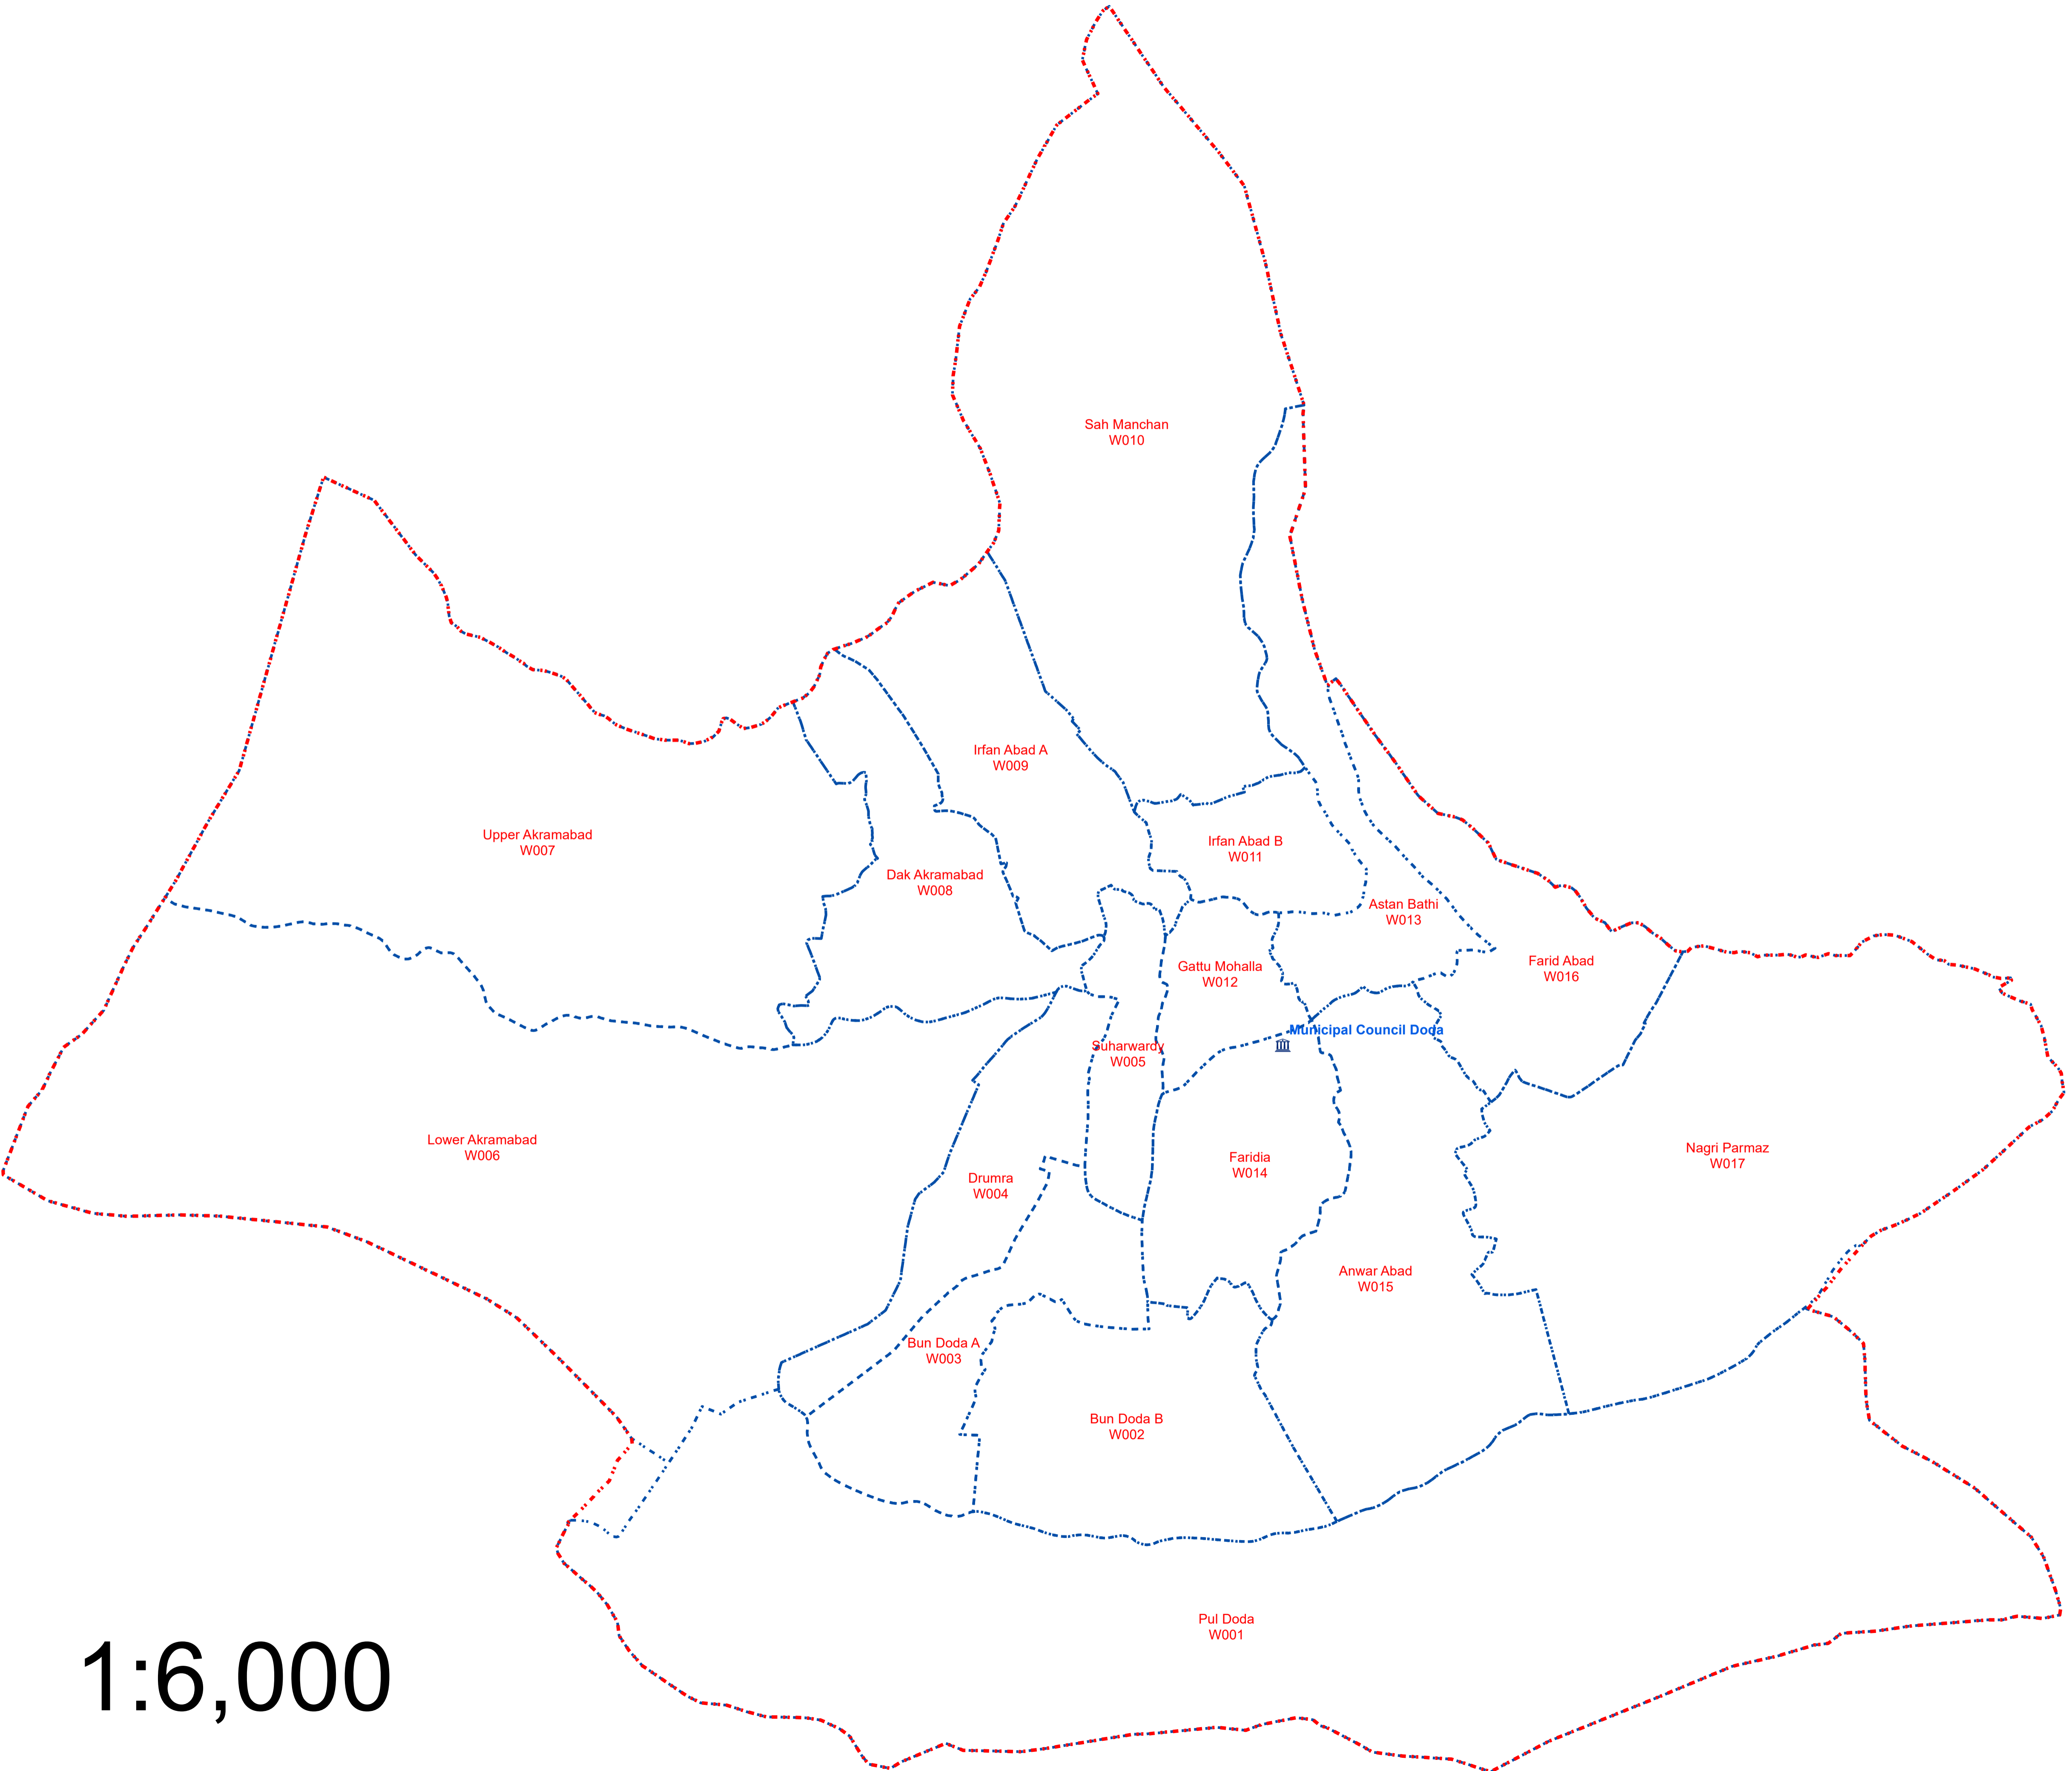 Sah Manchan
W010
Irfan Abad A
W009
Upper Akramabad
W007
Irfan Abad B
W011
Dak Akramabad
W008
Astan Bathi
W013
Farid Abad
W016
Gattu Mohalla
W012
Municipal Council Doda
Suharwardy
W005
Lower Akramabad
W006
Nagri Parmaz
W017
Faridia
W014
Drumra
W004
Anwar Abad
W015
Bun Doda A
W003
Bun Doda B
W002
Pul Doda
W001
1:6,000